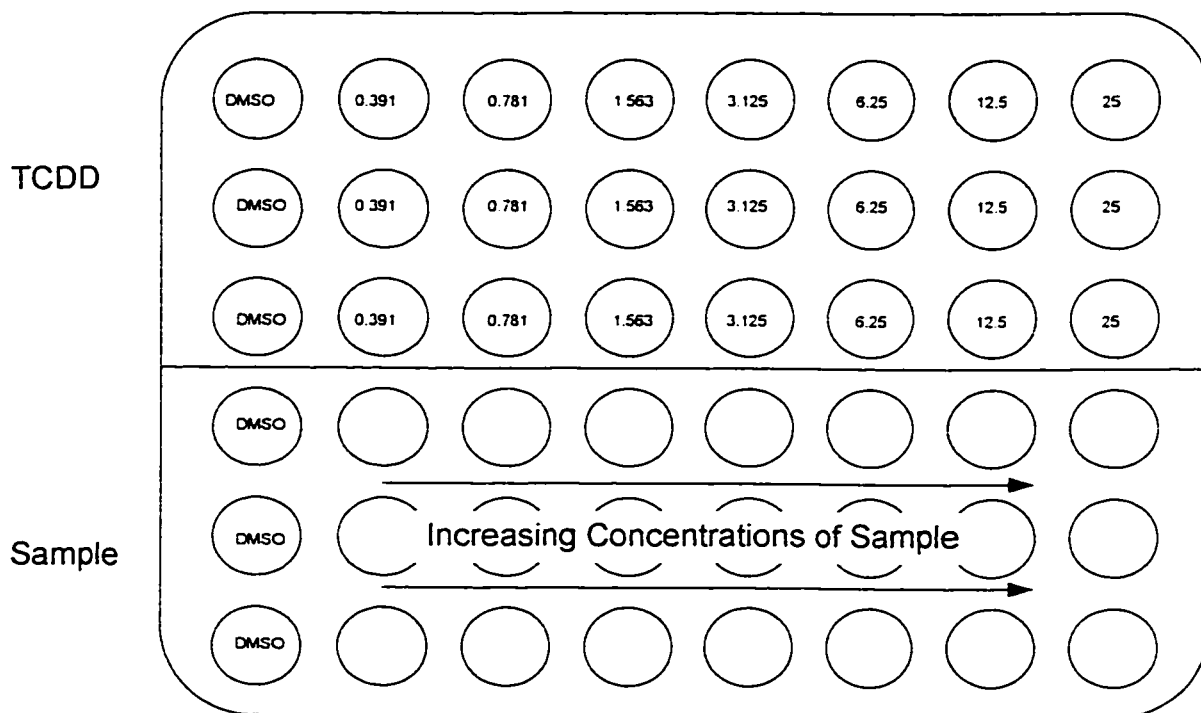 DMSO 0.391 0.781 1.563 3.125 6.25 12.5 25
TCDD
DMSO 0.391 0.781 1.563 3.125 6.25 12.5 25
DMSO 0.391 0.781 1.563 3.125 6.25 12.5 25
DMSO
Sample
DMSO Increasing Concentrations of Sample
DMSO